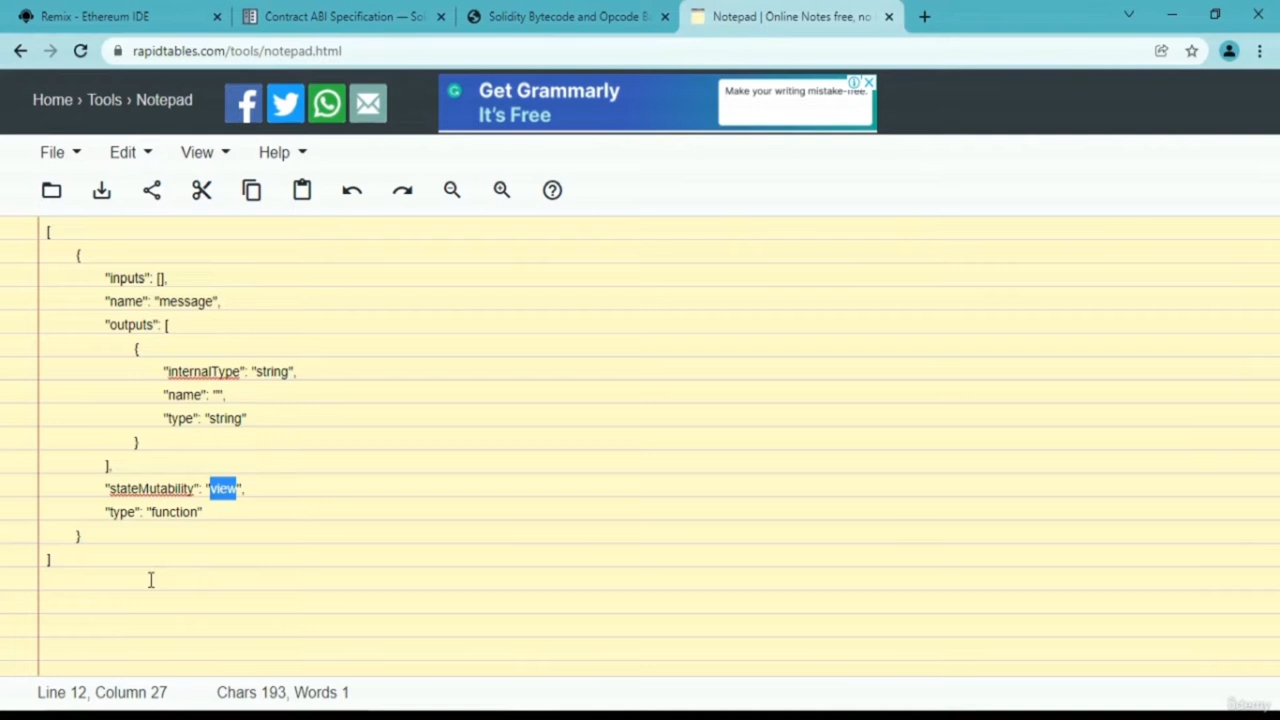 Remix - Ethereum IDE
Contract ABI Specification — Sol
Solidity Bytecode and Opcode B
Notepad | Online Notes free, no
rapidtables.com/tools/notepad.html
Home › Tools › Notepad
Get Grammarly
It's Free
Make your writing mistake-free.
File Edit View Help
[
{
"inputs": [],
"name": "message",
"outputs": [
{
"internalType": "string",
"name": "",
"type": "string"
}
],
"stateMutability": "view",
"type": "function"
}
]
Line 12, Column 27 Chars 193, Words 1
ûdemy